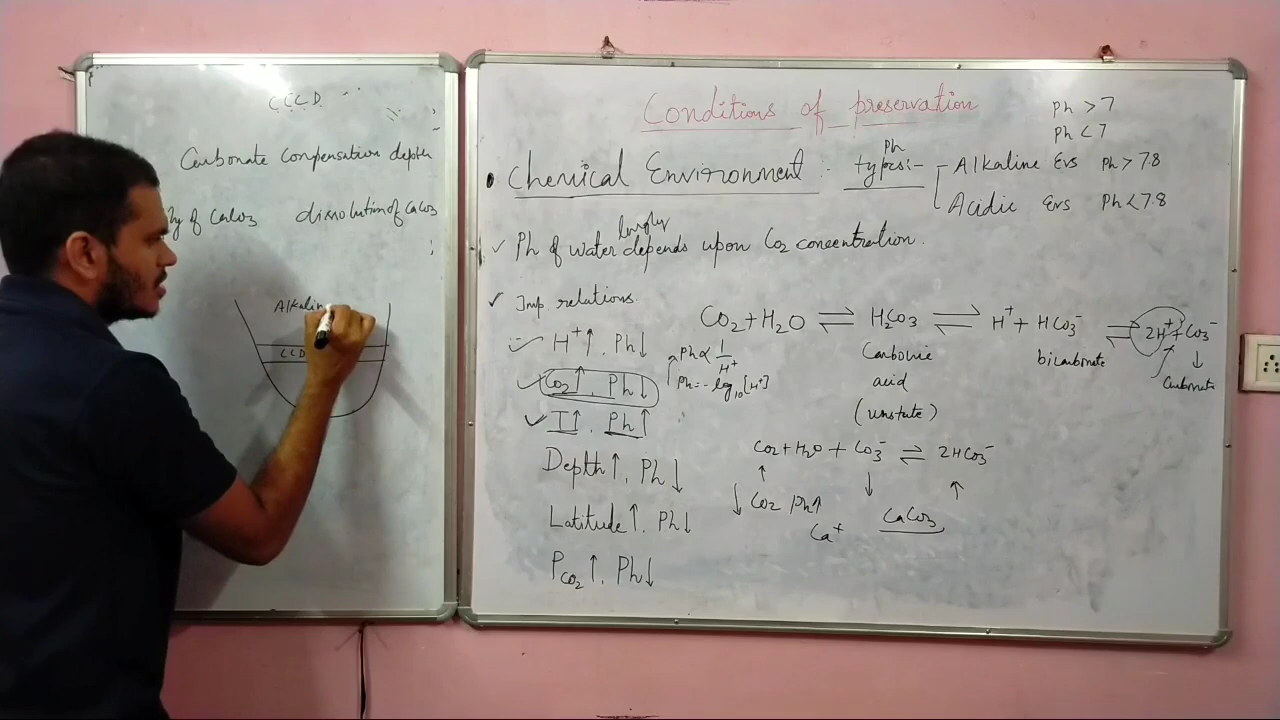 CCCD
Carbonate compensation depth
ly of CaCo3 dissolution of CaCo3
Alkalin
CCD
Conditions of preservation
Ph > 7
Ph < 7
• Chemical Environment :- Ph types:- Alkaline Evs Ph > 7.8
Acidic Evs Ph < 7.8
✓ Ph of water largely depends upon Co2 concentration.
✓ Imp. relations.
CO2 + H2O ⇌ H2CO3 ⇌ H+ + HCO3- ⇌ 2H+ + CO3-
Carbonic acid (unstute)
bicarbonate
Carbonate
✓ H+↑, Ph↓
Ph ∝ 1/H+
Ph = -log10[H+]
✓ Co2↑, Ph↓
✓ T↑, Ph↑
Co2 + H2O + Co3- ⇌ 2HCo3-
Depth↑, Ph↓
↓ Co2 Ph↑
Ca+
CaCO3
Latitude↑, Ph↓
PCO2↑, Ph↓